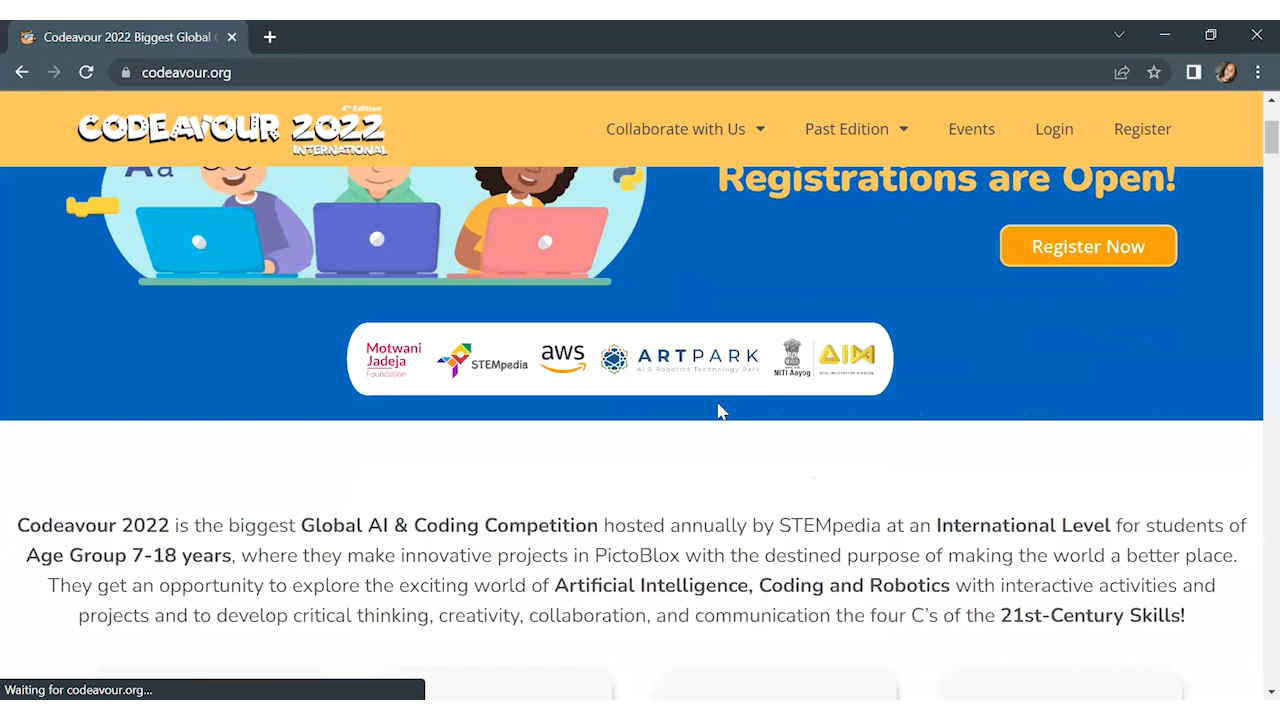 Codeavour 2022 Biggest Global
codeavour.org
4th Edition
CODEAVOUR 2022
INTERNATIONAL
Collaborate with Us
Past Edition
Events
Login
Register
Aa
Registrations are Open!
Register Now
Motwani
Jadeja
Foundation
STEMpedia
aws
ARTPARK
AI & Robotics Technology Park
NITI Aayog
AIM
ATAL INNOVATION MISSION
Codeavour 2022 is the biggest Global AI & Coding Competition hosted annually by STEMpedia at an International Level for students of
Age Group 7-18 years, where they make innovative projects in PictoBlox with the destined purpose of making the world a better place.
They get an opportunity to explore the exciting world of Artificial Intelligence, Coding and Robotics with interactive activities and
projects and to develop critical thinking, creativity, collaboration, and communication the four C's of the 21st-Century Skills!
Waiting for codeavour.org...